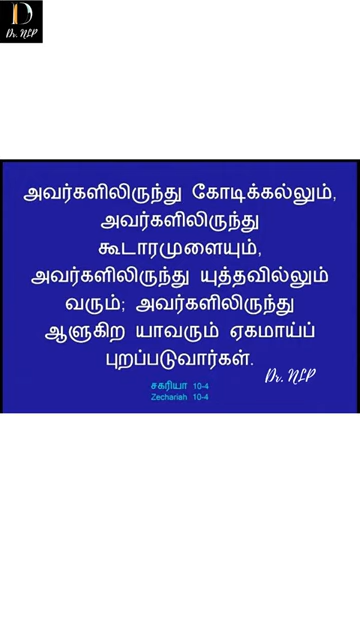 D
Dr. NLP
அவர்களிலிருந்து கோடிக்கல்லும்,
அவர்களிலிருந்து
கூடாரமுளையும்,
அவர்களிலிருந்து யுத்தவில்லும்
வரும்; அவர்களிலிருந்து
ஆளுகிற யாவரும் ஏகமாய்ப்
புறப்படுவார்கள்.
Dr. NLP
சகரியா 10-4
Zechariah 10-4